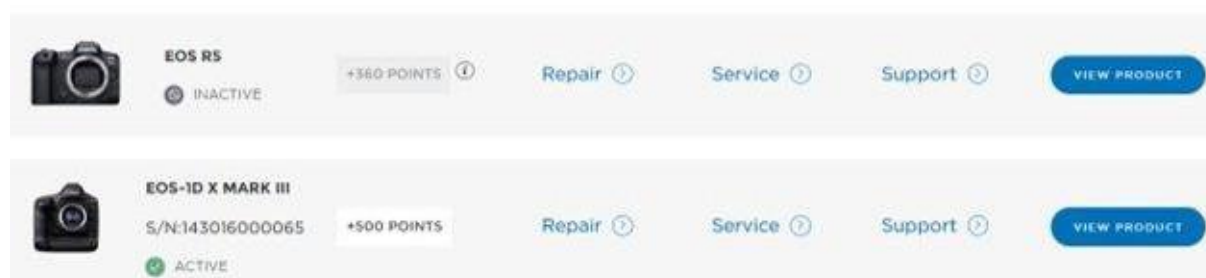 EOS R5
INACTIVE
+360 POINTS
Repair
Service
Support
VIEW PRODUCT
EOS-1D X MARK III
S/N:143016000065
ACTIVE
+500 POINTS
Repair
Service
Support
VIEW PRODUCT